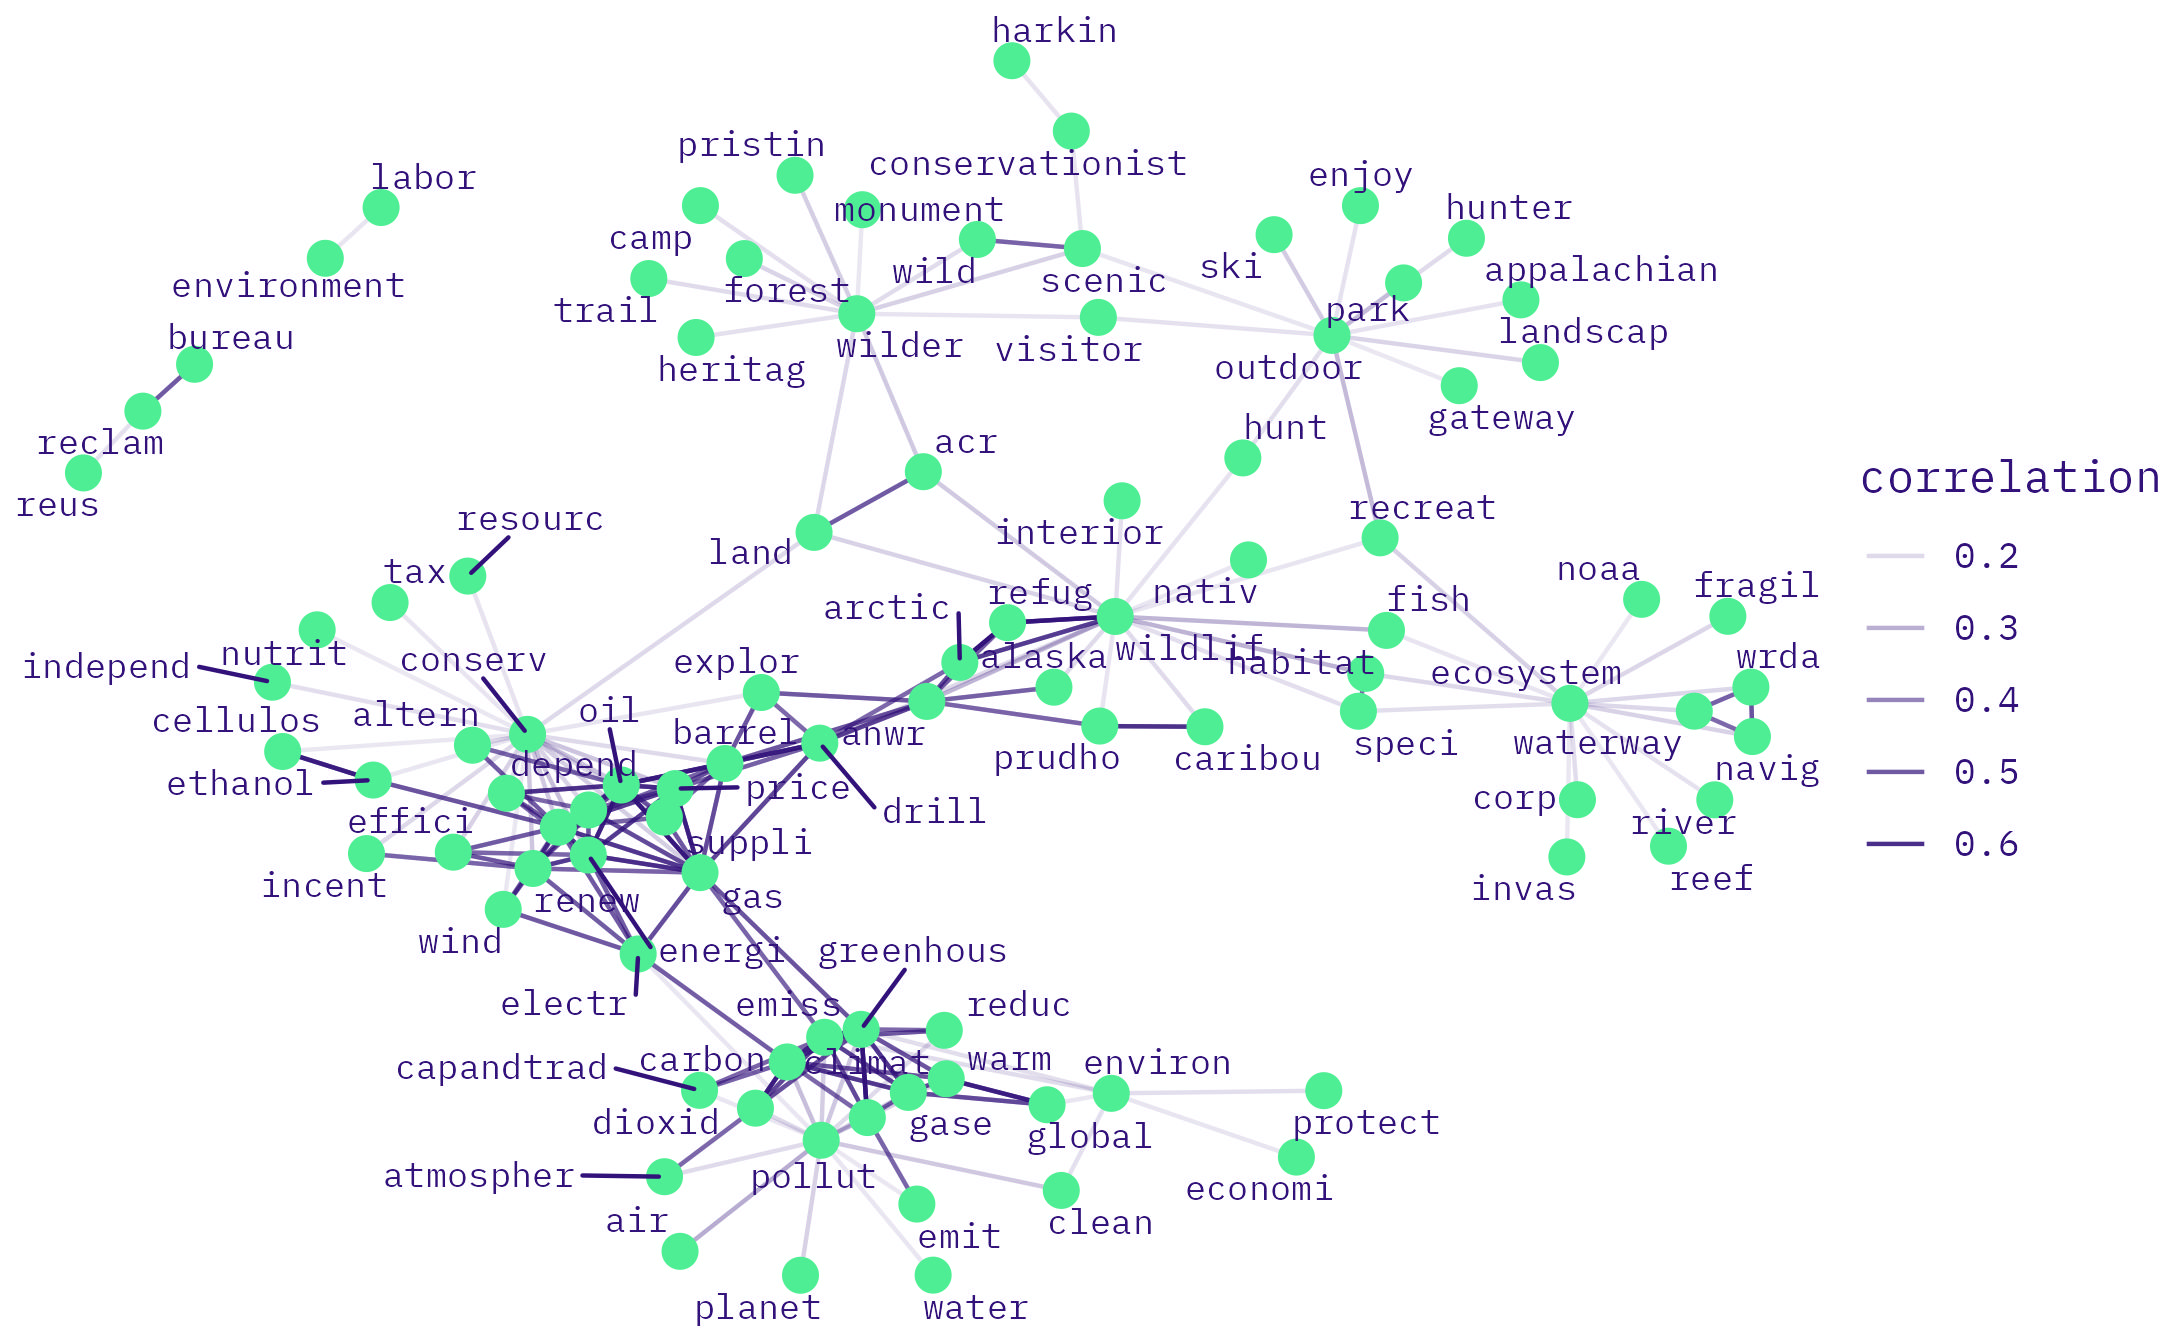 harkin
pristin
conservationist
labor
enjoy
monument
hunter
camp
ski
wild
scenic
appalachian
environment
forest
trail
park
bureau
landscap
wilder
visitor
heritag
outdoor
gateway
reclam
acr
hunt
reus
resourc
interior
recreat
correlation
land
tax
noaa
0.2
refug
nativ
fish
fragil
arctic
0.3
independ
nutrit
conserv
explor
alaska
wildlif
habitat
ecosystem
wrda
cellulos
altern
oil
0.4
barrel
anwr
speci
waterway
prudho
caribou
navig
depend
ethanol
price
0.5
corp
effici
drill
river
suppli
0.6
incent
renew
gas
invas
reef
wind
energi
greenhous
electr
emiss
reduc
capandtrad
carbon
climat
warm
environ
dioxid
gase
global
protect
atmospher
pollut
economi
air
emit
clean
planet
water